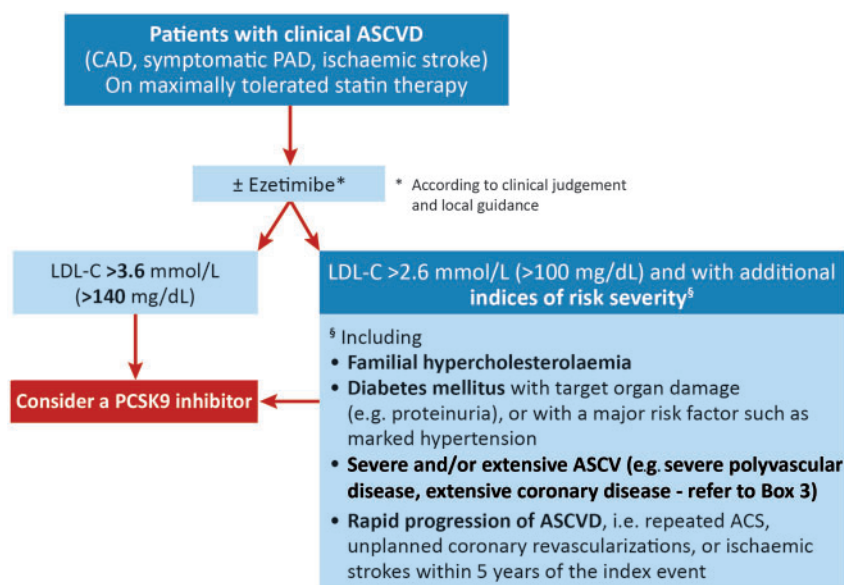 Patients with clinical ASCVD
(CAD, symptomatic PAD, ischaemic stroke)
On maximally tolerated statin therapy
± Ezetimibe*
* According to clinical judgement
and local guidance
LDL-C >3.6 mmol/L
(>140 mg/dL)
LDL-C >2.6 mmol/L (>100 mg/dL) and with additional
indices of risk severity§
Consider a PCSK9 inhibitor
§ Including
• Familial hypercholesterolaemia
• Diabetes mellitus with target organ damage
(e.g. proteinuria), or with a major risk factor such as
marked hypertension
• Severe and/or extensive ASCV (e.g. severe polyvascular
disease, extensive coronary disease - refer to Box 3)
• Rapid progression of ASCVD, i.e. repeated ACS,
unplanned coronary revascularizations, or ischaemic
strokes within 5 years of the index event